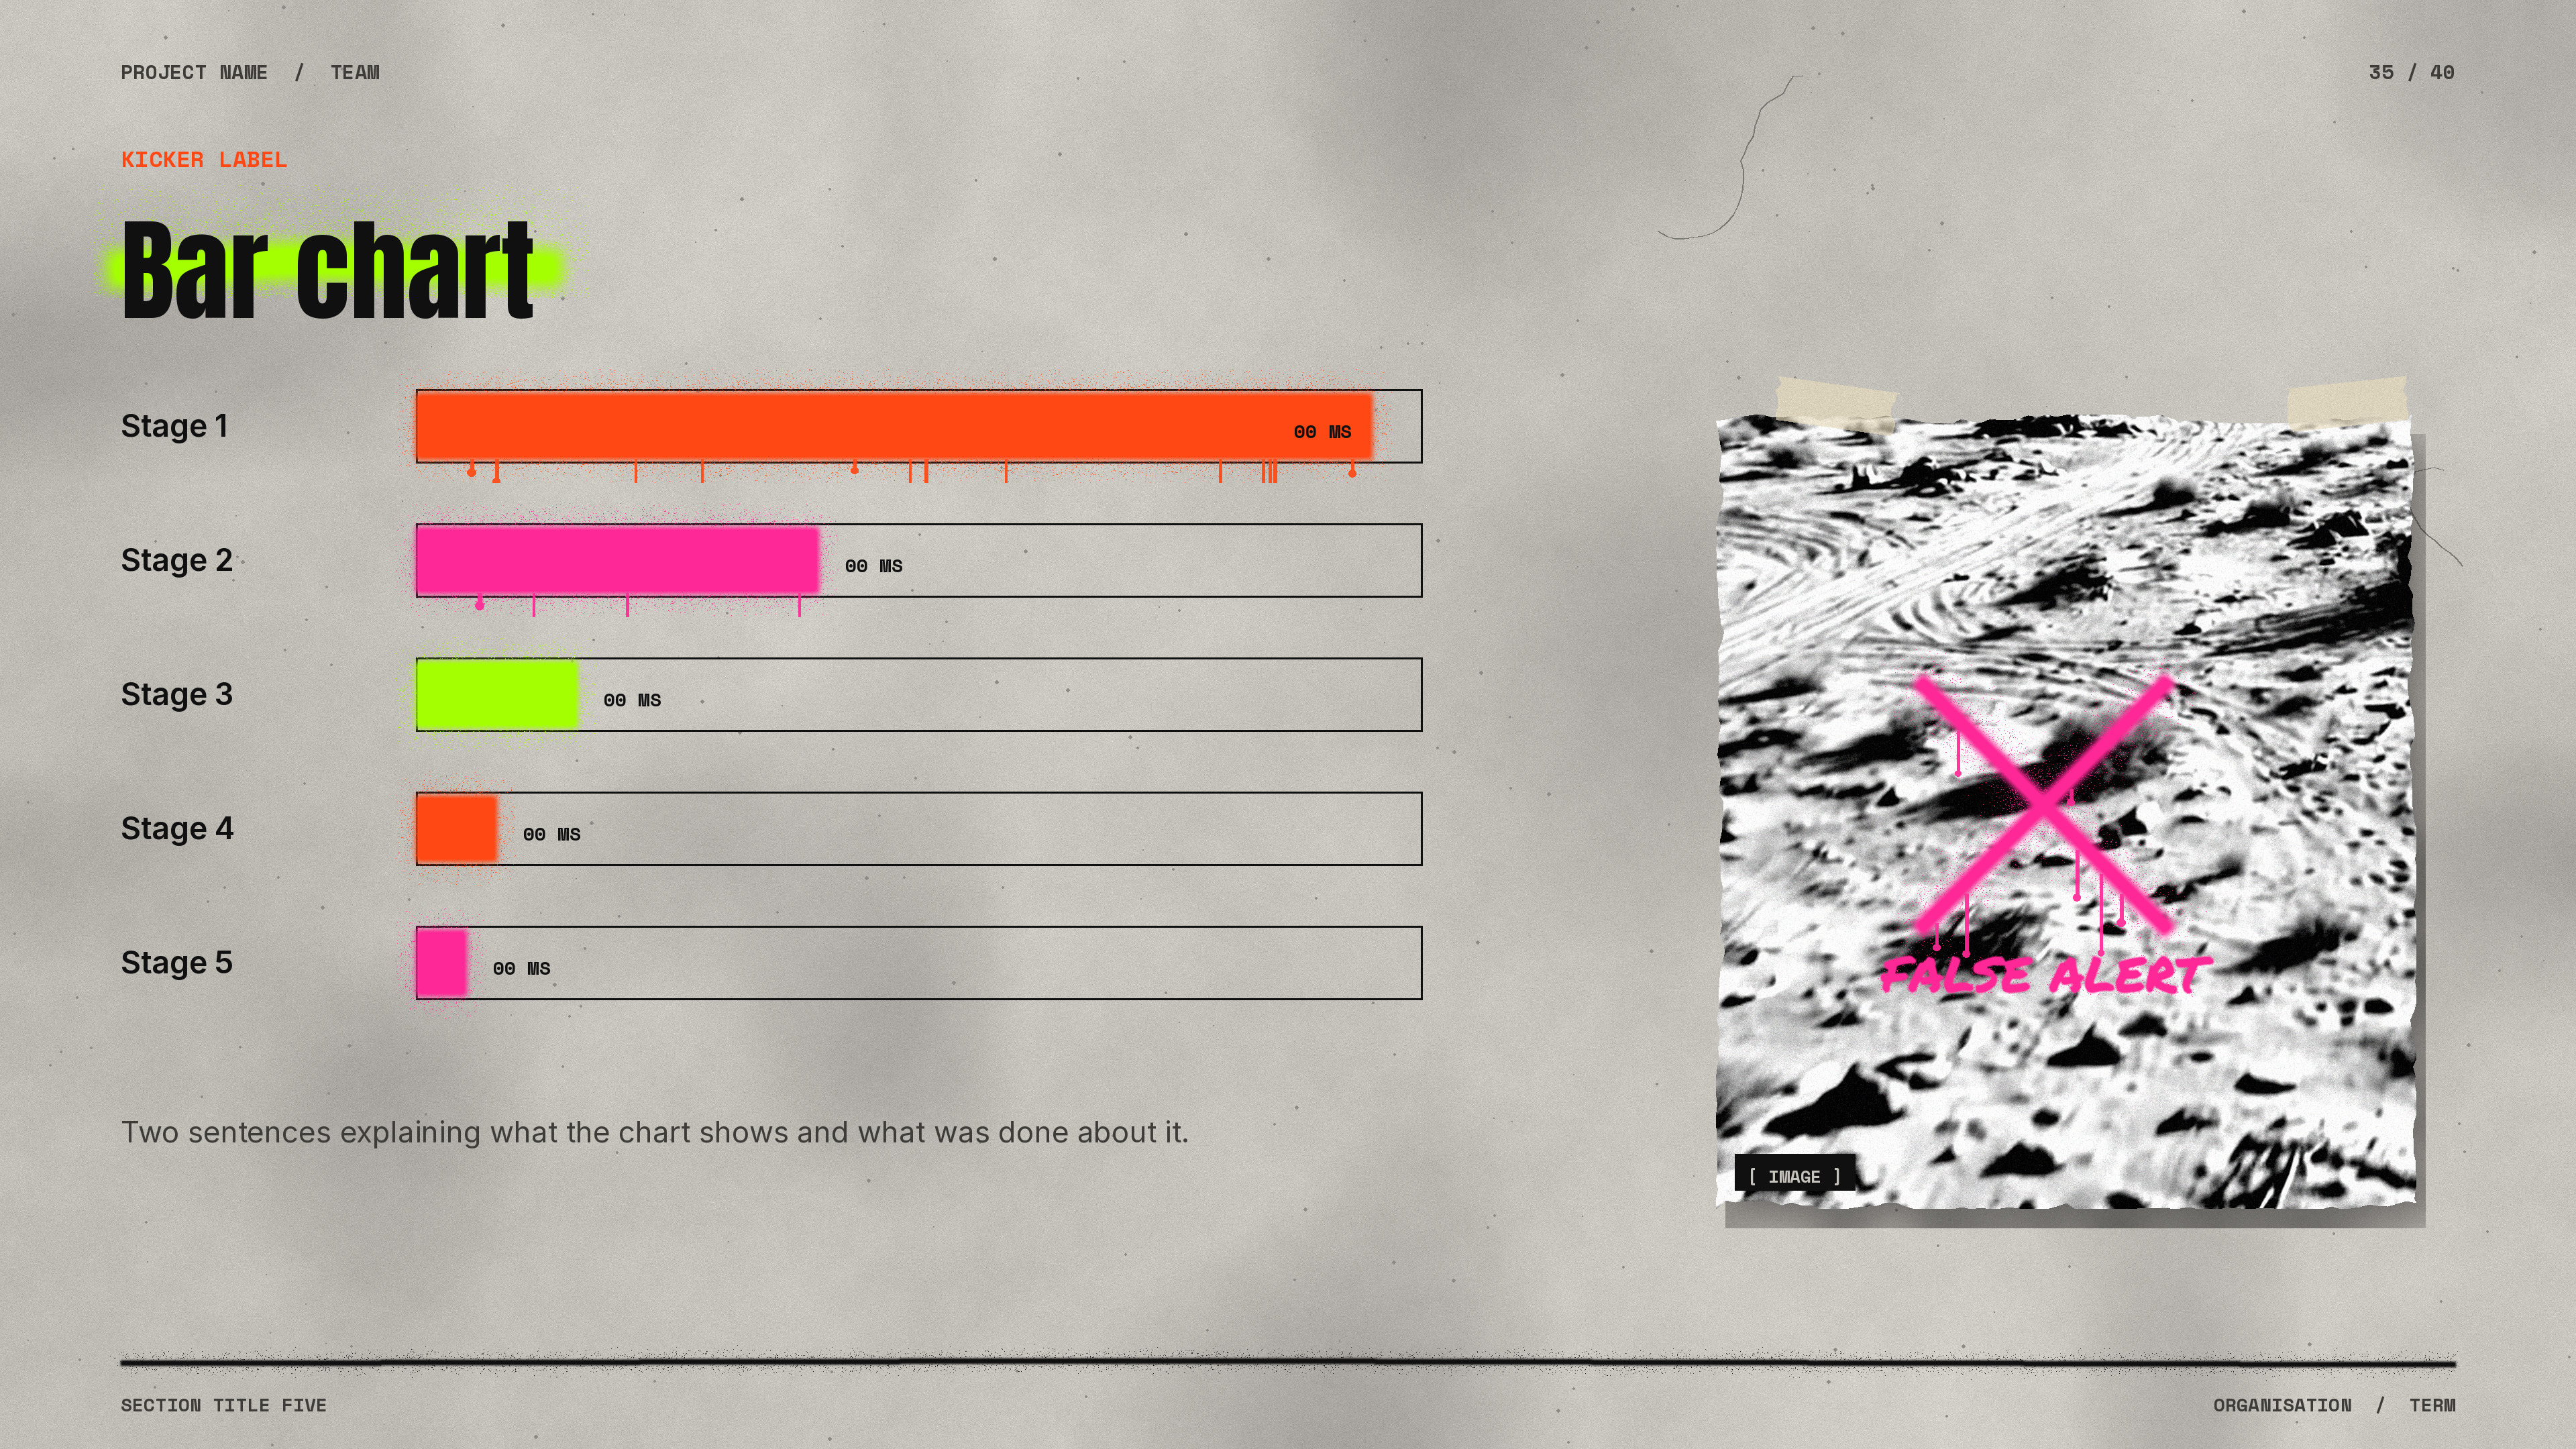 PROJECT NAME / TEAM
35 / 40
KICKER LABEL
Bar chart
Stage 1
00 MS
Stage 2
00 MS
Stage 3
00 MS
Stage 4
00 MS
Stage 5
00 MS
FALSE ALERT
[ IMAGE ]
Two sentences explaining what the chart shows and what was done about it.
SECTION TITLE FIVE
ORGANISATION / TERM